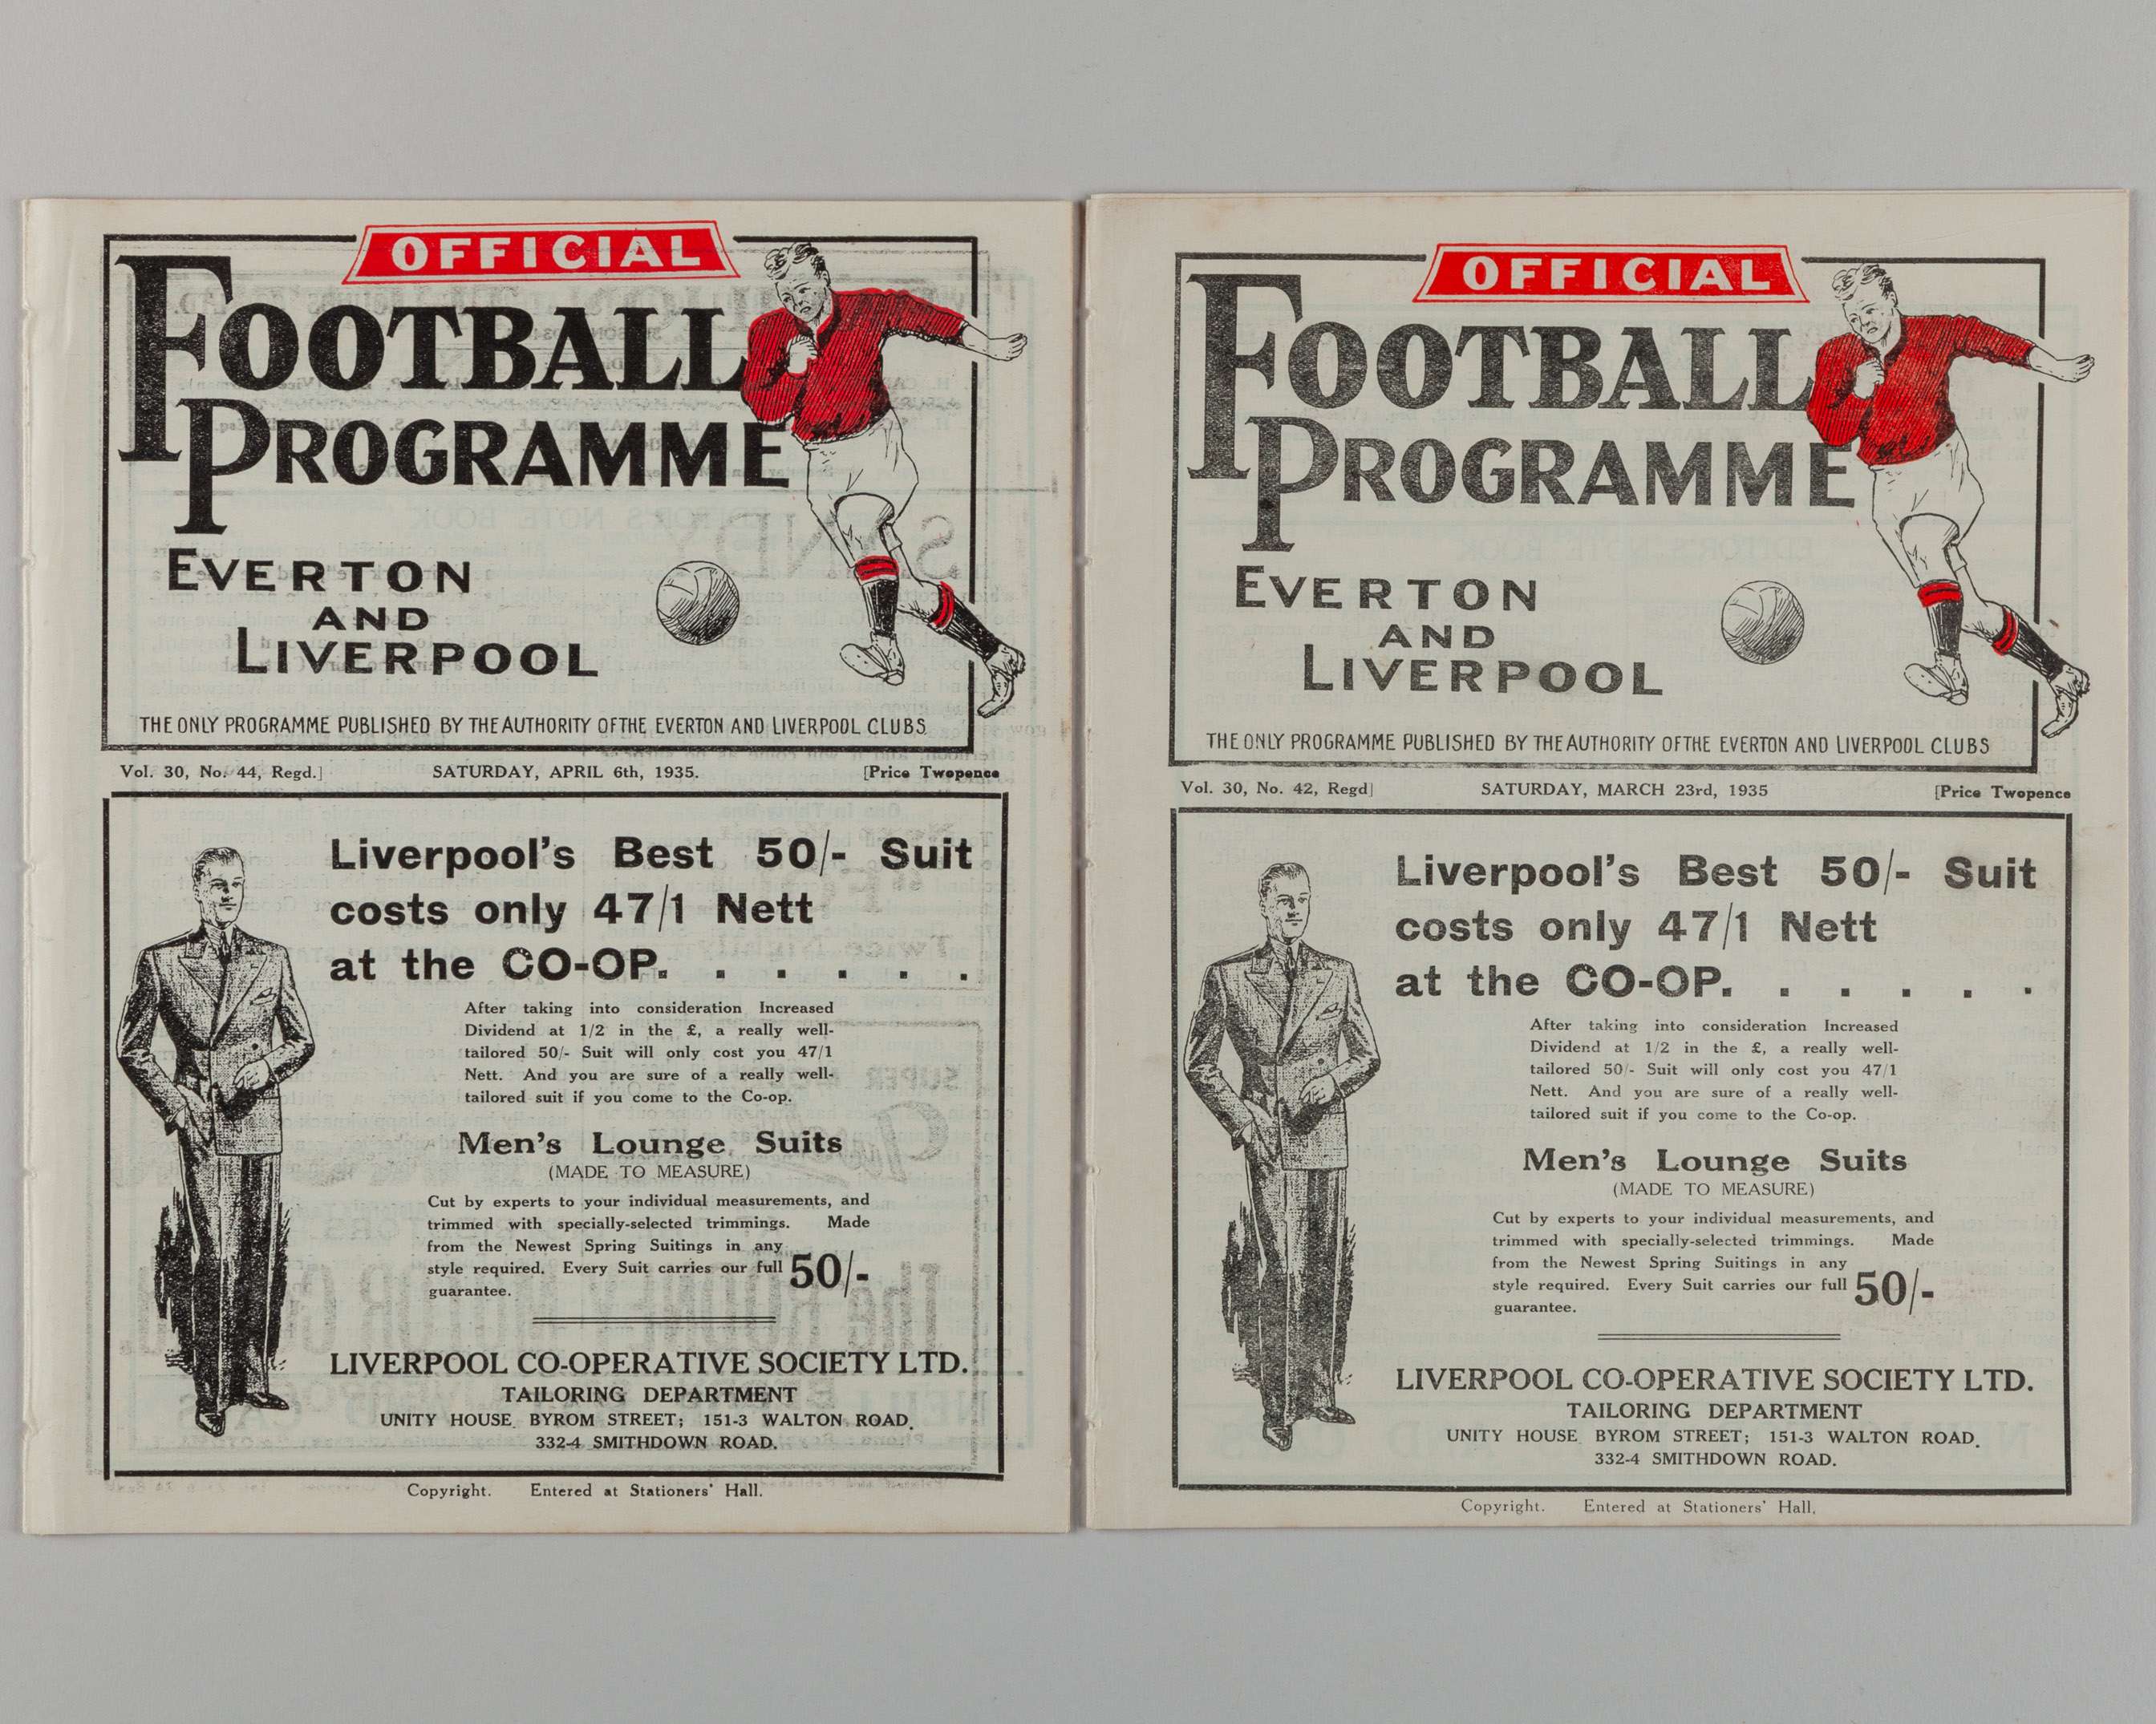 OFFICIAL
FOOTBALL
PROGRAMME
EVERTON
AND
LIVERPOOL
THE ONLY PROGRAMME PUBLISHED BY THE AUTHORITY OF THE EVERTON AND LIVERPOOL CLUBS
Vol. 30, No. 44, Regd.] SATURDAY, APRIL 6th, 1935. [Price Twopence
Liverpool's Best 50/- Suit
costs only 47/1 Nett
at the CO-OP. . . . . .
After taking into consideration Increased
Dividend at 1/2 in the £, a really well-
tailored 50/- Suit will only cost you 47/1
Nett. And you are sure of a really well-
tailored suit if you come to the Co-op.
Men's Lounge Suits
(MADE TO MEASURE)
Cut by experts to your individual measurements, and
trimmed with specially-selected trimmings. Made
from the Newest Spring Suitings in any
style required. Every Suit carries our full 50/-
guarantee.
LIVERPOOL CO-OPERATIVE SOCIETY LTD.
TAILORING DEPARTMENT
UNITY HOUSE BYROM STREET; 151-3 WALTON ROAD.
332-4 SMITHDOWN ROAD.
Copyright. Entered at Stationers' Hall.
OFFICIAL
FOOTBALL
PROGRAMME
EVERTON
AND
LIVERPOOL
THE ONLY PROGRAMME PUBLISHED BY THE AUTHORITY OF THE EVERTON AND LIVERPOOL CLUBS
Vol. 30, No. 42, Regd] SATURDAY, MARCH 23rd, 1935 [Price Twopence
Liverpool's Best 50/- Suit
costs only 47/1 Nett
at the CO-OP. . . . . .
After taking into consideration Increased
Dividend at 1/2 in the £, a really well-
tailored 50/- Suit will only cost you 47/1
Nett. And you are sure of a really well-
tailored suit if you come to the Co-op.
Men's Lounge Suits
(MADE TO MEASURE)
Cut by experts to your individual measurements, and
trimmed with specially-selected trimmings. Made
from the Newest Spring Suitings in any
style required. Every Suit carries our full 50/-
guarantee.
LIVERPOOL CO-OPERATIVE SOCIETY LTD.
TAILORING DEPARTMENT
UNITY HOUSE BYROM STREET; 151-3 WALTON ROAD.
332-4 SMITHDOWN ROAD.
Copyright. Entered at Stationers' Hall.